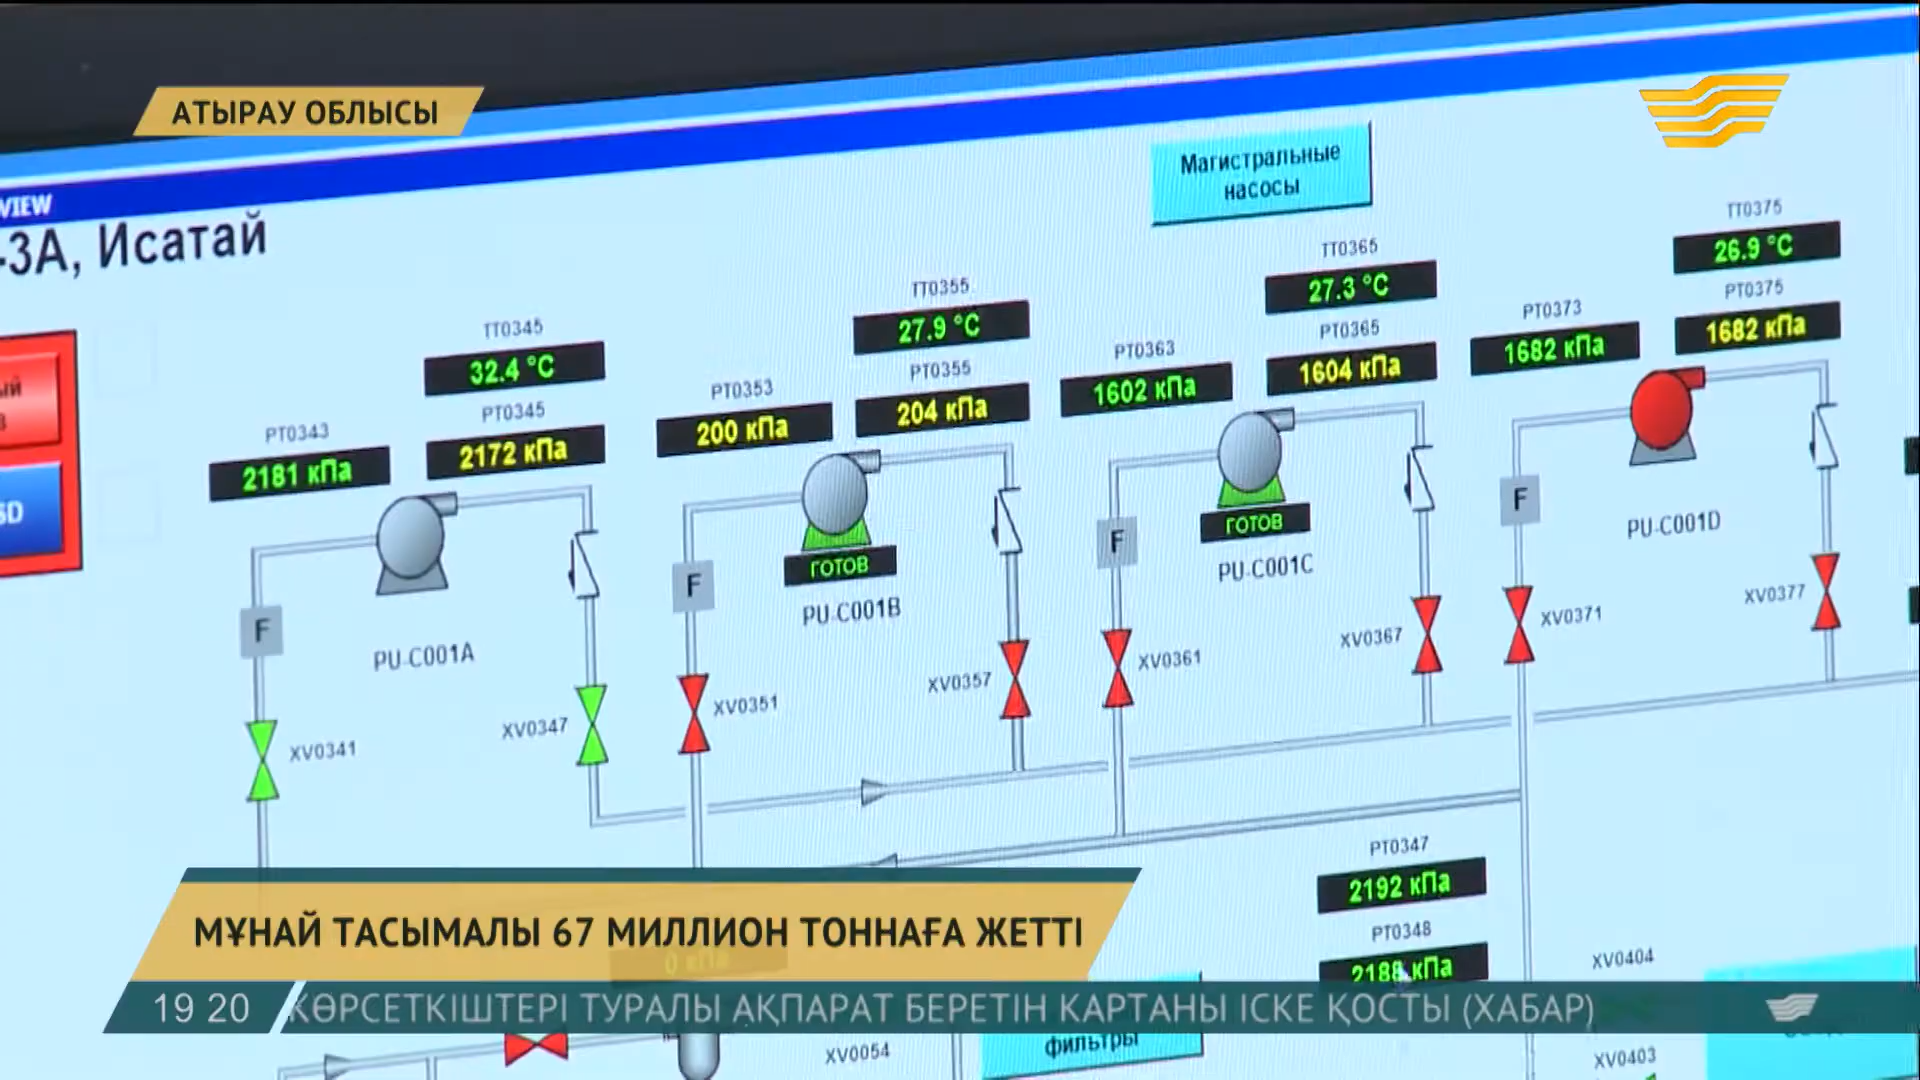 АТЫРАУ ОБЛЫСЫ
VIEW
-3А, Исатай
Магистральные
насосы
TT0345
32.4 °C
PT0345
2172 кПа
PT0343
2181 кПа
PU-C001A
XV0341
XV0347
F
TT0355
27.9 °C
PT0355
204 кПа
PT0353
200 кПа
ГОТОВ
PU-C001B
F
XV0351
XV0357
TT0365
27.3 °C
PT0365
1604 кПа
PT0363
1602 кПа
ГОТОВ
PU-C001C
F
XV0361
XV0367
TT0375
26.9 °C
PT0375
1682 кПа
PT0373
1682 кПа
PU-C001D
F
XV0371
XV0377
SD
PT0347
2192 кПа
PT0348
2188 кПа
XV0404
МҰНАЙ ТАСЫМАЛЫ 67 МИЛЛИОН ТОННАҒА ЖЕТТІ
0 кПа
19 20
КӨРСЕТКІШТЕРІ ТУРАЛЫ АҚПАРАТ БЕРЕТІН КАРТАНЫ ІСКЕ ҚОСТЫ (ХАБАР)
XV0054
фильтры
XV0403